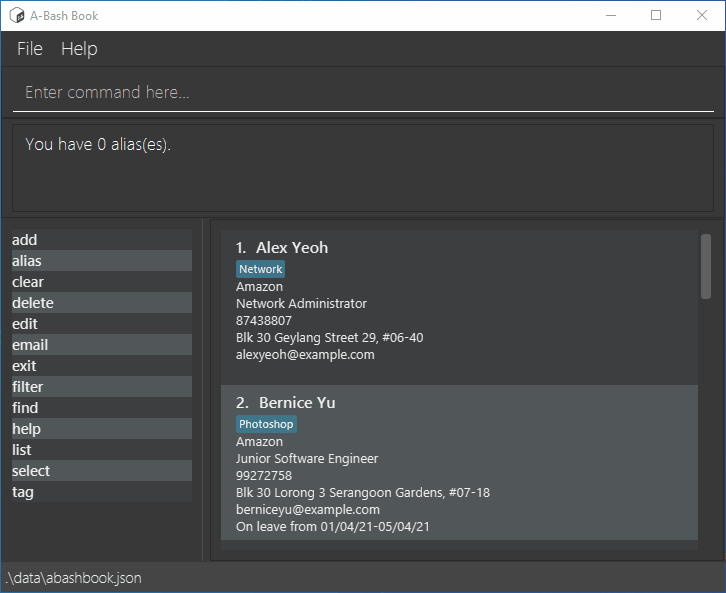 A-Bash Book
File Help
Enter command here...
You have 0 alias(es).
add
alias
clear
delete
edit
email
exit
filter
find
help
list
select
tag
1. Alex Yeoh
Network
Amazon
Network Administrator
87438807
Blk 30 Geylang Street 29, #06-40
alexyeoh@example.com
2. Bernice Yu
Photoshop
Amazon
Junior Software Engineer
99272758
Blk 30 Lorong 3 Serangoon Gardens, #07-18
berniceyu@example.com
On leave from 01/04/21-05/04/21
.\data\abashbook.json